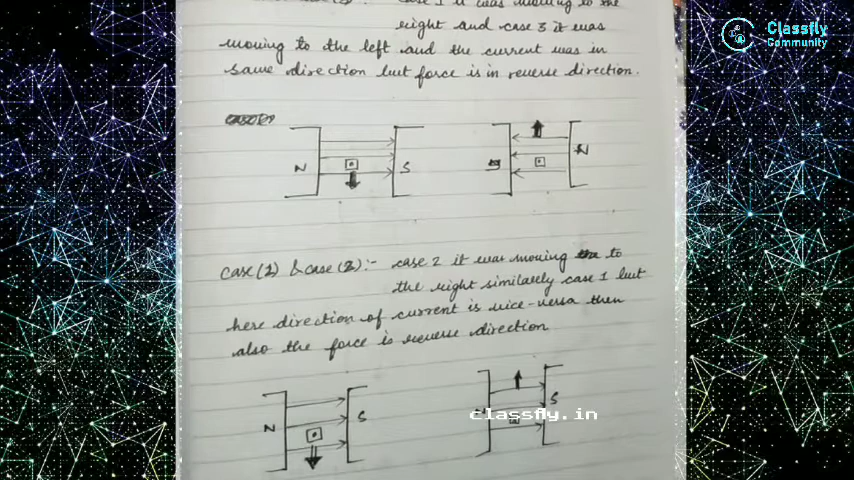 Classfly
Community
case 1 it was moving to the
right and case 3 it was
moving to the left and the current was in
same direction but force is in reverse direction.
N S N
case(1) & case(2):- case 2 it was moving to
the right similarly case 1 but
here direction of current is vice-versa then
also the force is reverse direction
N S S
classfly.in